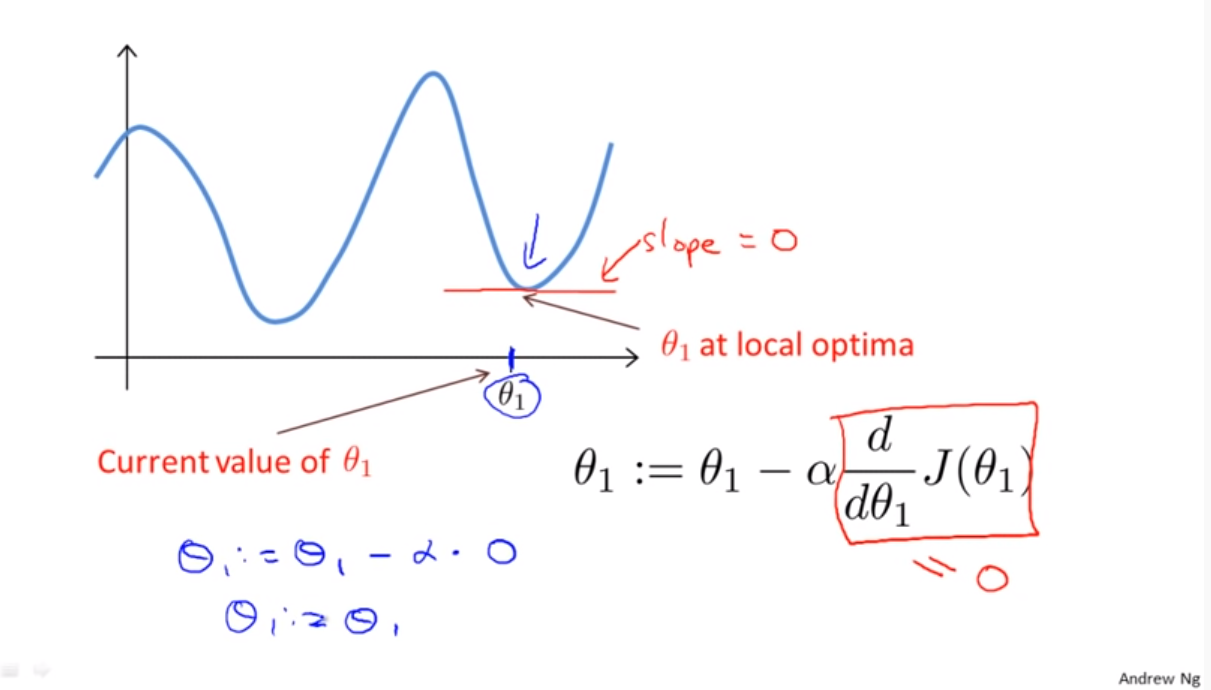 slope = 0
θ₁ at local optima
θ₁
Current value of θ₁
θ₁ := θ₁ − α d/dθ₁ J(θ₁)
= 0
θ₁ := θ₁ − α · 0
θ₁ := θ₁
Andrew Ng